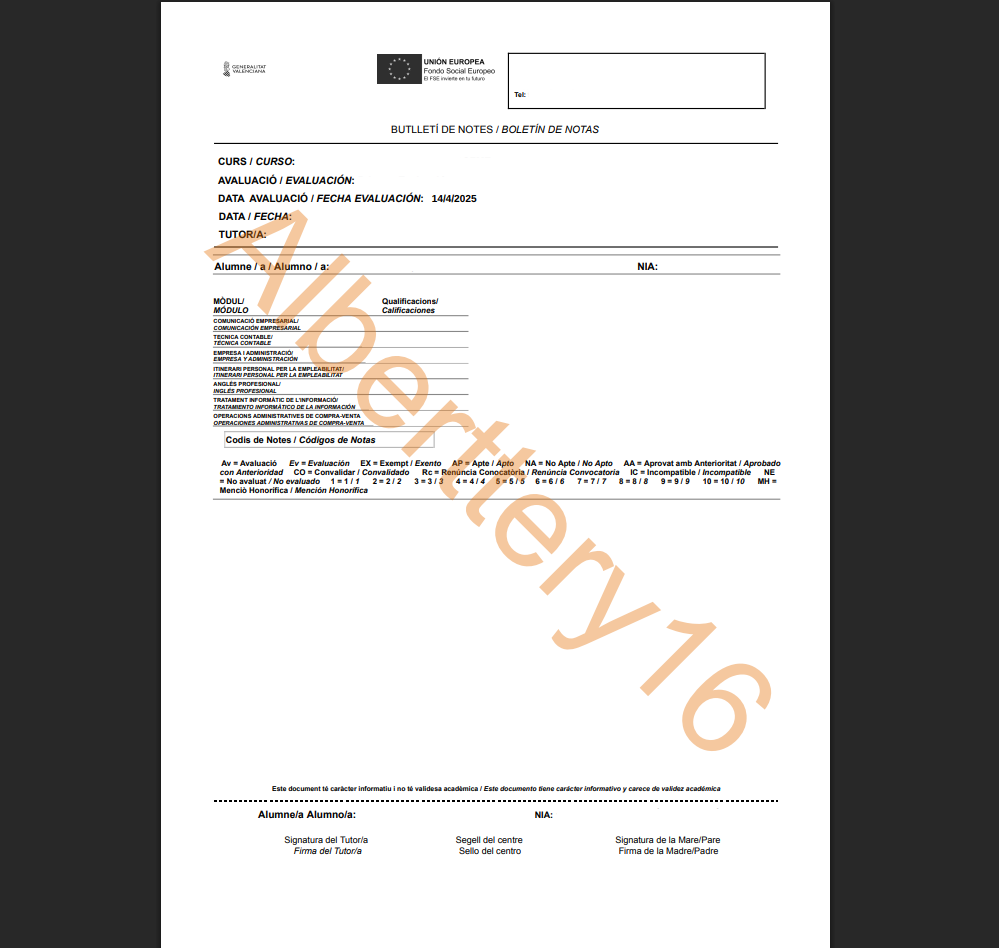 GENERALITAT
VALENCIANA
UNIÓN EUROPEA
Fondo Social Europeo
El FSE invierte en tu futuro
Tel:
BUTLLETÍ DE NOTES / BOLETÍN DE NOTAS
CURS / CURSO:
AVALUACIÓ / EVALUACIÓN:
DATA AVALUACIÓ / FECHA EVALUACIÓN: 14/4/2025
DATA / FECHA:
TUTOR/A:
Alumne / a / Alumno / a: NIA:
MÒDUL/ Qualificacions/
MÓDULO Calificaciones
COMUNICACIÓ EMPRESARIAL/
COMUNICACIÓN EMPRESARIAL
TECNICA CONTABLE/
TÉCNICA CONTABLE
EMPRESA I ADMINISTRACIÓ/
EMPRESA Y ADMINISTRACIÓN
ITINERARI PERSONAL PER LA EMPLEABILITAT/
ITINERARI PERSONAL PER LA EMPLEABILITAT
ANGLÉS PROFESIONAL/
INGLÉS PROFESIONAL
TRATAMENT INFORMÀTIC DE L'INFORMACIÓ/
TRATAMIENTO INFORMÁTICO DE LA INFORMACIÓN
OPERACIONS ADMINISTRATIVES DE COMPRA-VENTA
OPERACIONES ADMINISTRATIVAS DE COMPRA-VENTA
Codis de Notes / Códigos de Notas
Av = Avaluació Ev = Evaluación EX = Exempt / Exento AP = Apte / Apto NA = No Apte / No Apto AA = Aprovat amb Anterioritat / Aprobado
con Anterioridad CO = Convalidar / Convalidado Rc = Renúncia Conocatòria / Renúncia Convocatoria IC = Incompatible / Incompatible NE
= No avaluat / No evaluado 1 = 1 / 1 2 = 2 / 2 3 = 3 / 3 4 = 4 / 4 5 = 5 / 5 6 = 6 / 6 7 = 7 / 7 8 = 8 / 8 9 = 9 / 9 10 = 10 / 10 MH =
Menció Honorífica / Mención Honorífica
Alberttery 16
Este document té caràcter informatiu i no té validesa acadèmica / Este documento tiene carácter informativo y carece de validez académica
Alumne/a Alumno/a: NIA:
Signatura del Tutor/a Segell del centre Signatura de la Mare/Pare
Firma del Tutor/a Sello del centro Firma de la Madre/Padre